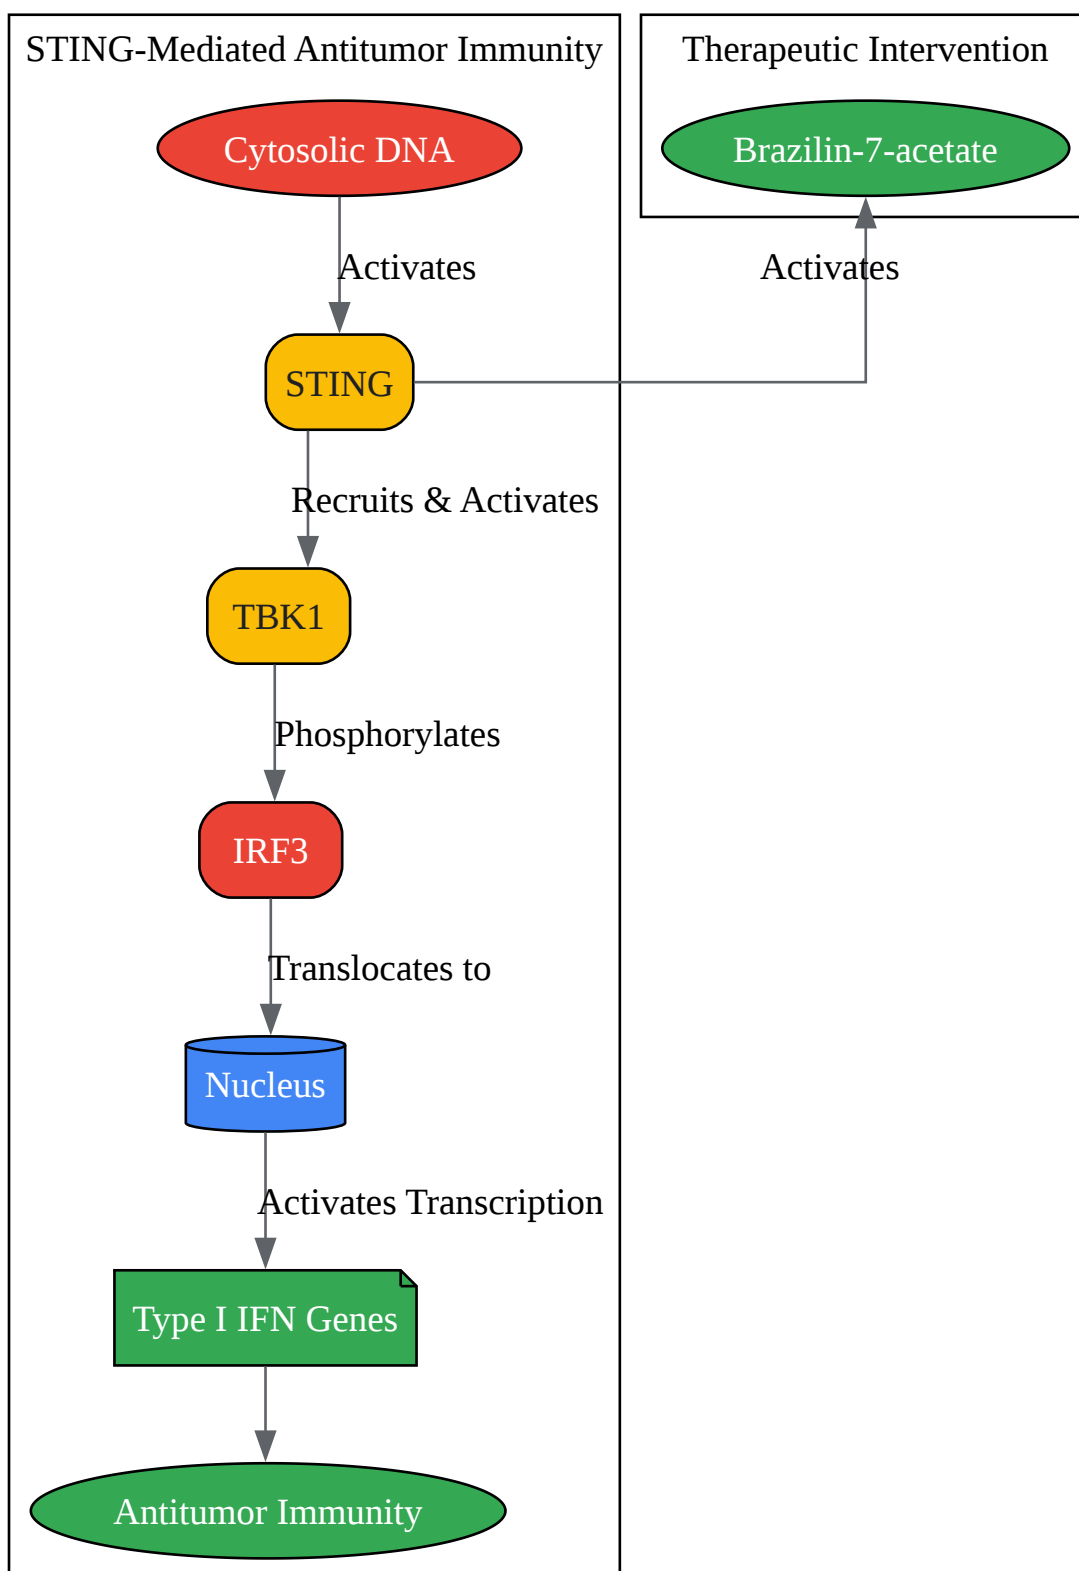 STING-Mediated Antitumor Immunity
Therapeutic Intervention
Cytosolic DNA
Brazilin-7-acetate
Activates
Activates
STING
Recruits & Activates
TBK1
Phosphorylates
IRF3
Translocates to
Nucleus
Activates Transcription
Type I IFN Genes
Antitumor Immunity